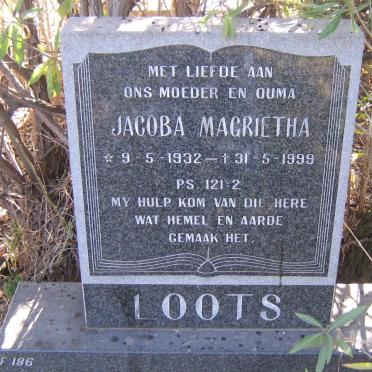 MET LIEFDE AAN
ONS MOEDER EN OUMA
JACOBA MAGRIETHA
☆ 9-5-1932 — † 31-5-1999
PS. 121:2
MY HULP KOM VAN DIE HERE
WAT HEMEL EN AARDE
GEMAAK HET.
LOOTS
F 186